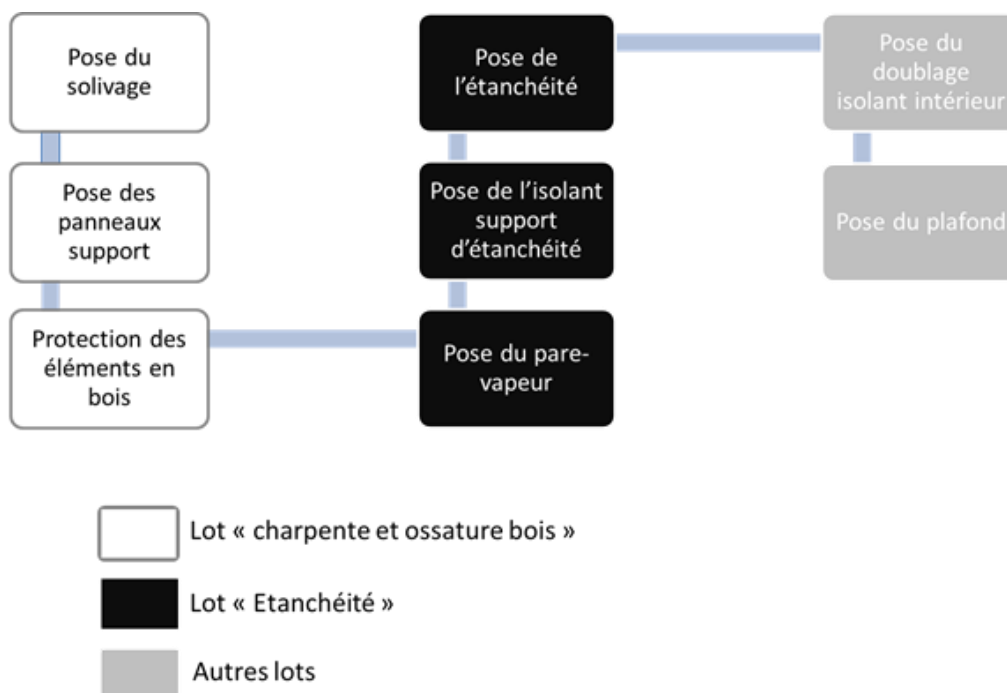 Pose du
solivage
Pose des
panneaux
support
Protection des
éléments en
bois
Pose du pare-
vapeur
Pose de l'isolant
support
d'étanchéité
Pose de
l'étanchéité
Pose du
doublage
isolant intérieur
Pose du plafond
Lot « charpente et ossature bois »
Lot « Etanchéité »
Autres lots